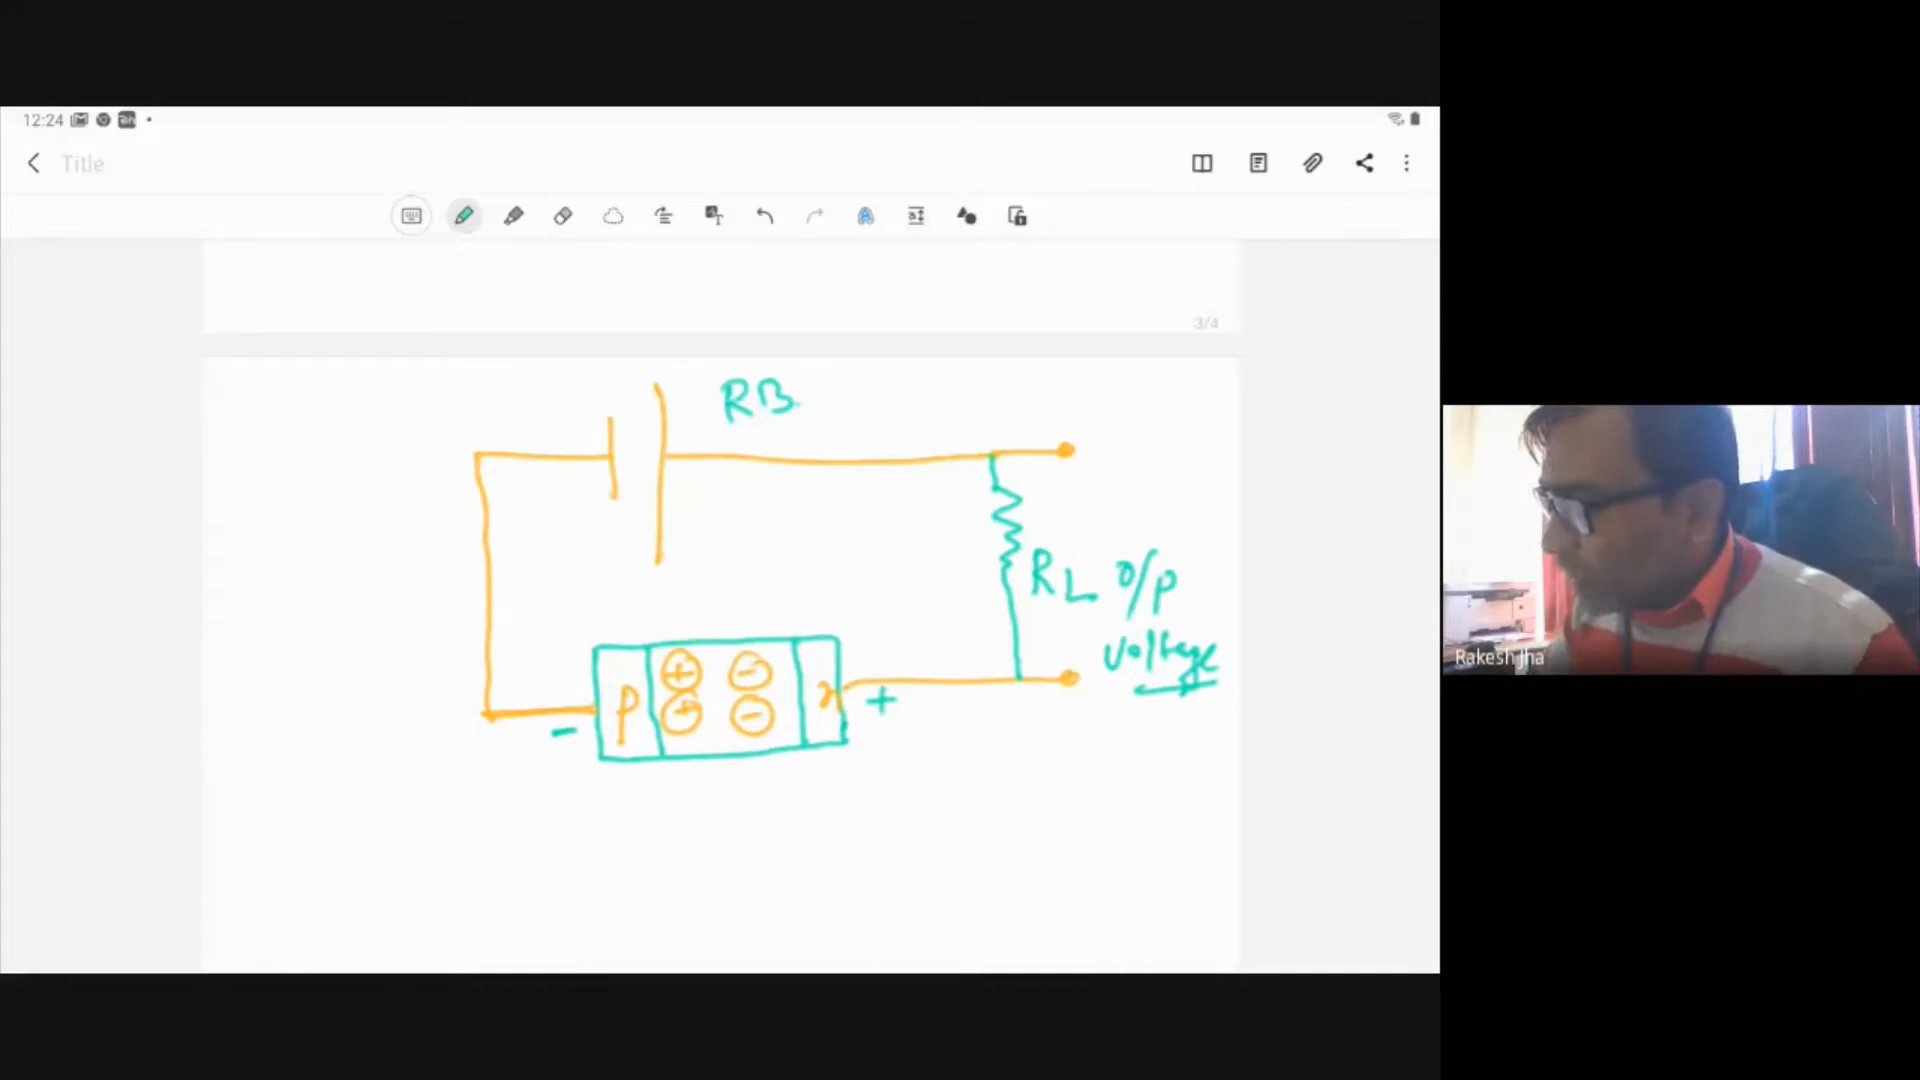 12:24
Title
3/4
RB
RL O/P
voltage
+ -
P + - n
- +
Rakesh Jha